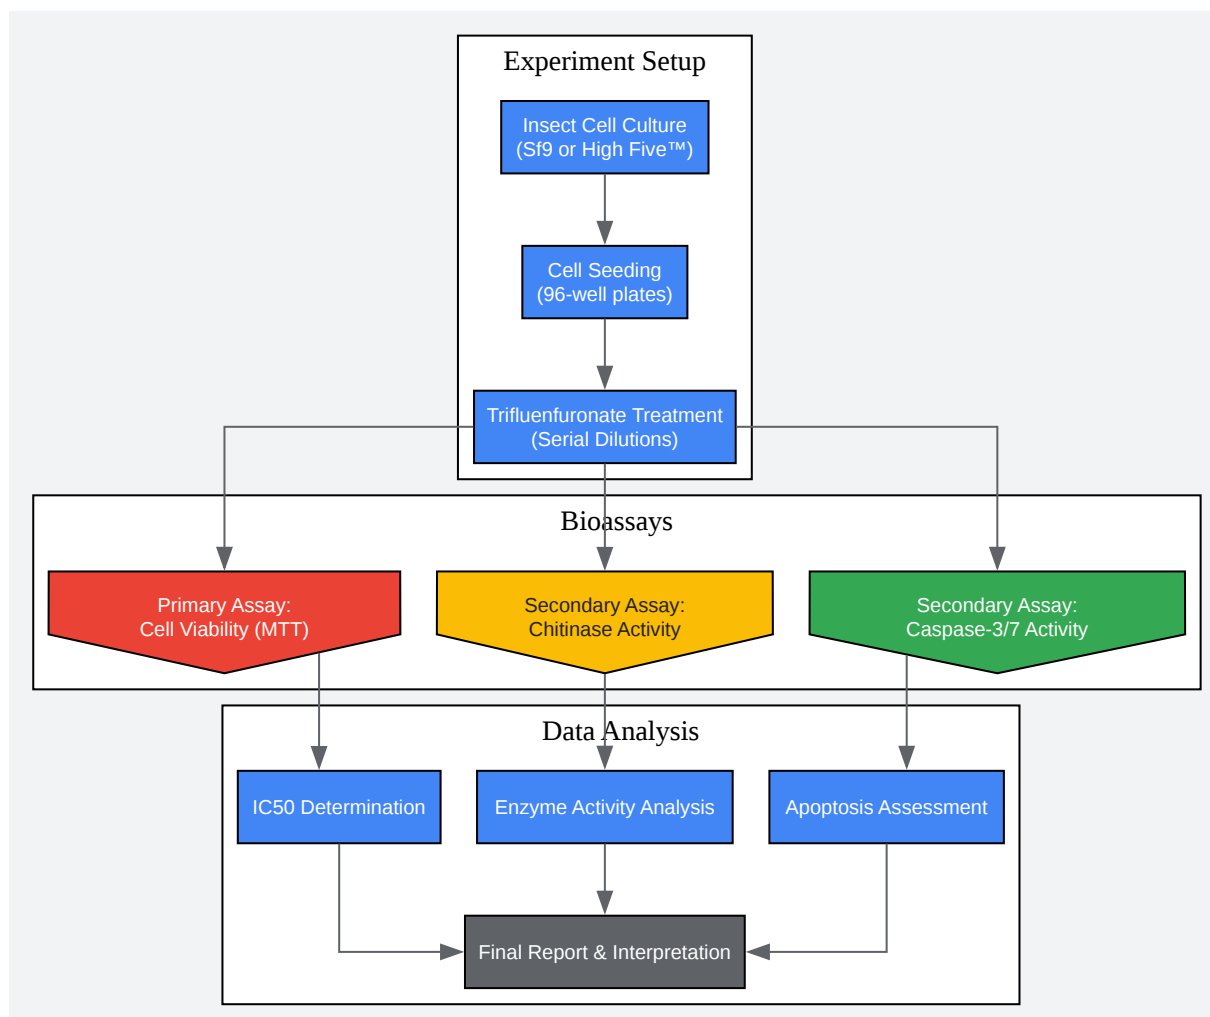 Experiment Setup
Insect Cell Culture
(Sf9 or High Five™)
Cell Seeding
(96-well plates)
Trifluenfuronate Treatment
(Serial Dilutions)
Bioassays
Primary Assay:
Cell Viability (MTT)
Secondary Assay:
Chitinase Activity
Secondary Assay:
Caspase-3/7 Activity
Data Analysis
IC50 Determination
Enzyme Activity Analysis
Apoptosis Assessment
Final Report & Interpretation